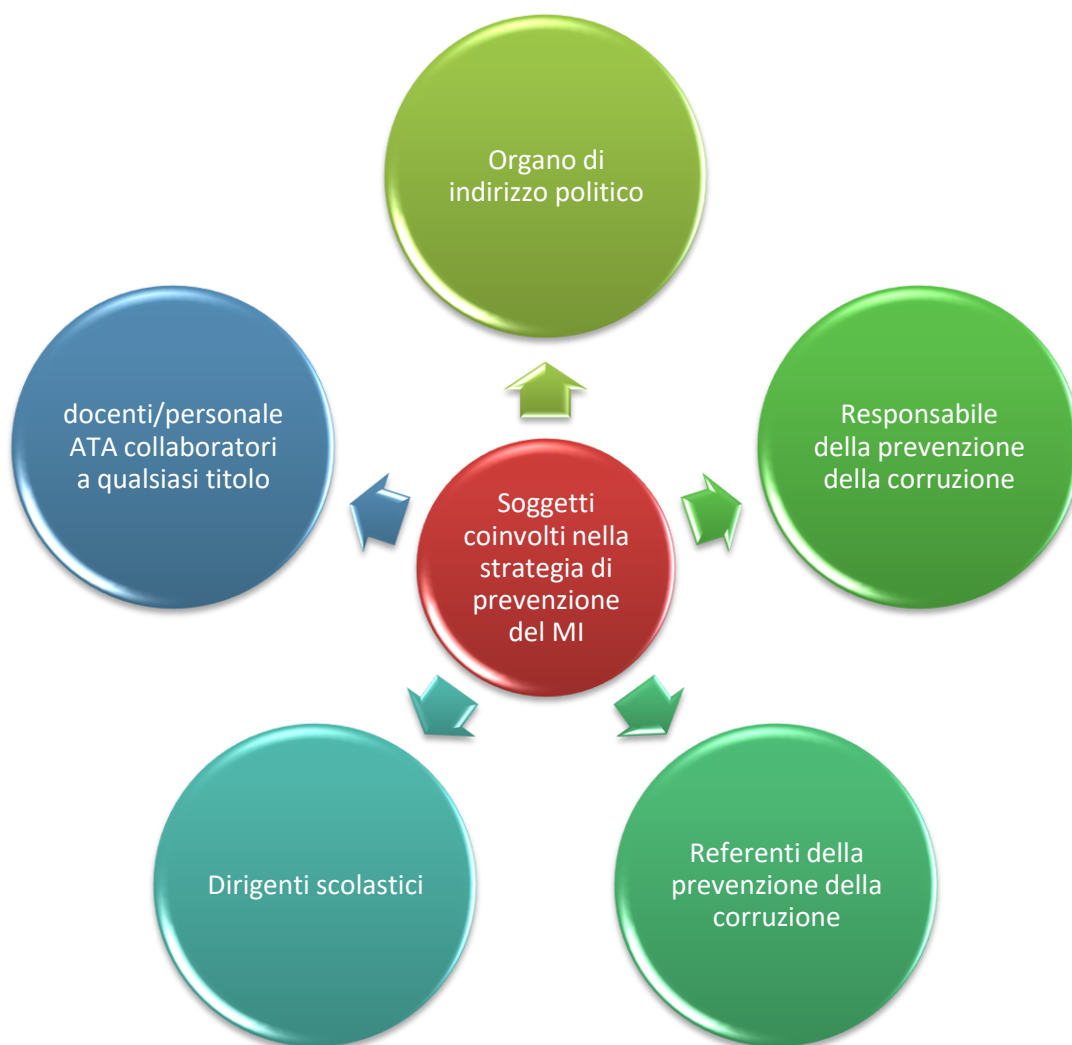 Organo di
indirizzo politico
Responsabile
della prevenzione
della corruzione
Referenti della
prevenzione della
corruzione
Dirigenti scolastici
docenti/personale
ATA collaboratori
a qualsiasi titolo
Soggetti
coinvolti nella
strategia di
prevenzione
del MI